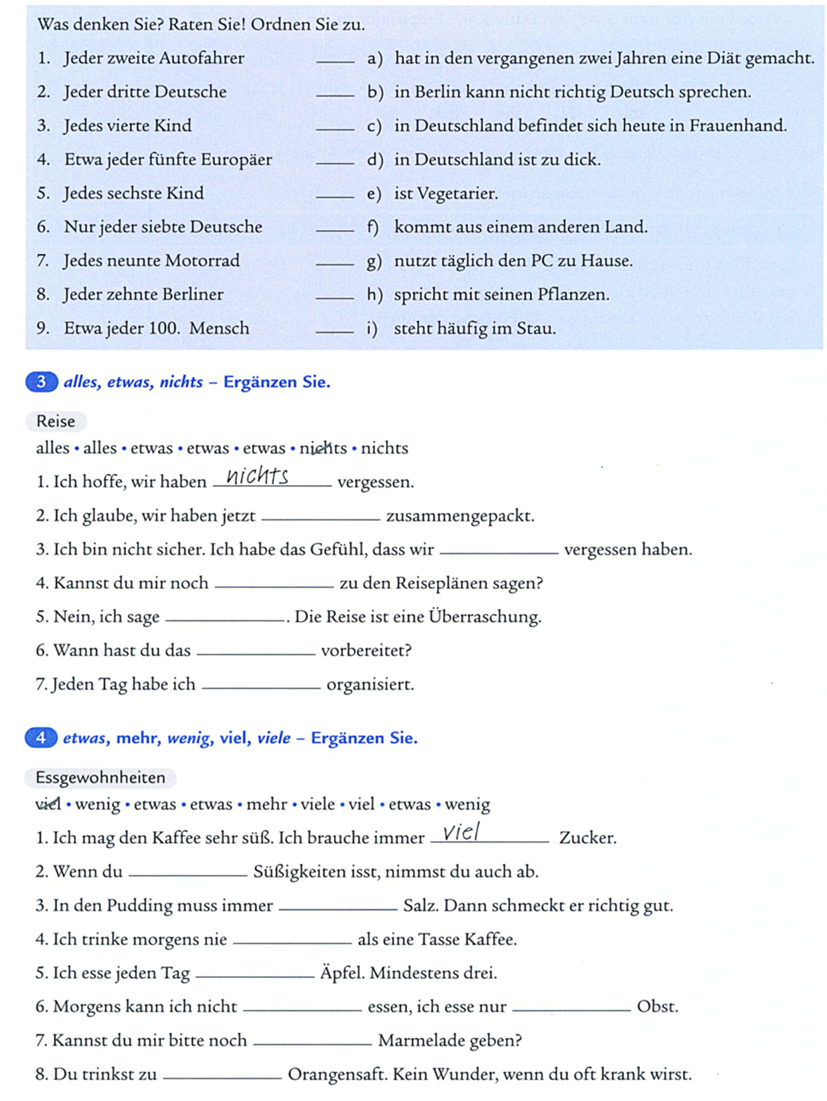 Was denken Sie? Raten Sie! Ordnen Sie zu.
1. Jeder zweite Autofahrer ____ a) hat in den vergangenen zwei Jahren eine Diät gemacht.
2. Jeder dritte Deutsche ____ b) in Berlin kann nicht richtig Deutsch sprechen.
3. Jedes vierte Kind ____ c) in Deutschland befindet sich heute in Frauenhand.
4. Etwa jeder fünfte Europäer ____ d) in Deutschland ist zu dick.
5. Jedes sechste Kind ____ e) ist Vegetarier.
6. Nur jeder siebte Deutsche ____ f) kommt aus einem anderen Land.
7. Jedes neunte Motorrad ____ g) nutzt täglich den PC zu Hause.
8. Jeder zehnte Berliner ____ h) spricht mit seinen Pflanzen.
9. Etwa jeder 100. Mensch ____ i) steht häufig im Stau.
3 alles, etwas, nichts – Ergänzen Sie.
Reise
alles • alles • etwas • etwas • etwas • nichts • nichts
1. Ich hoffe, wir haben nichts vergessen.
2. Ich glaube, wir haben jetzt ____ zusammengepackt.
3. Ich bin nicht sicher. Ich habe das Gefühl, dass wir ____ vergessen haben.
4. Kannst du mir noch ____ zu den Reiseplänen sagen?
5. Nein, ich sage ____. Die Reise ist eine Überraschung.
6. Wann hast du das ____ vorbereitet?
7. Jeden Tag habe ich ____ organisiert.
4 etwas, mehr, wenig, viel, viele – Ergänzen Sie.
Essgewohnheiten
viel • wenig • etwas • etwas • mehr • viele • viel • etwas • wenig
1. Ich mag den Kaffee sehr süß. Ich brauche immer viel Zucker.
2. Wenn du ____ Süßigkeiten isst, nimmst du auch ab.
3. In den Pudding muss immer ____ Salz. Dann schmeckt er richtig gut.
4. Ich trinke morgens nie ____ als eine Tasse Kaffee.
5. Ich esse jeden Tag ____ Äpfel. Mindestens drei.
6. Morgens kann ich nicht ____ essen, ich esse nur ____ Obst.
7. Kannst du mir bitte noch ____ Marmelade geben?
8. Du trinkst zu ____ Orangensaft. Kein Wunder, wenn du oft krank wirst.